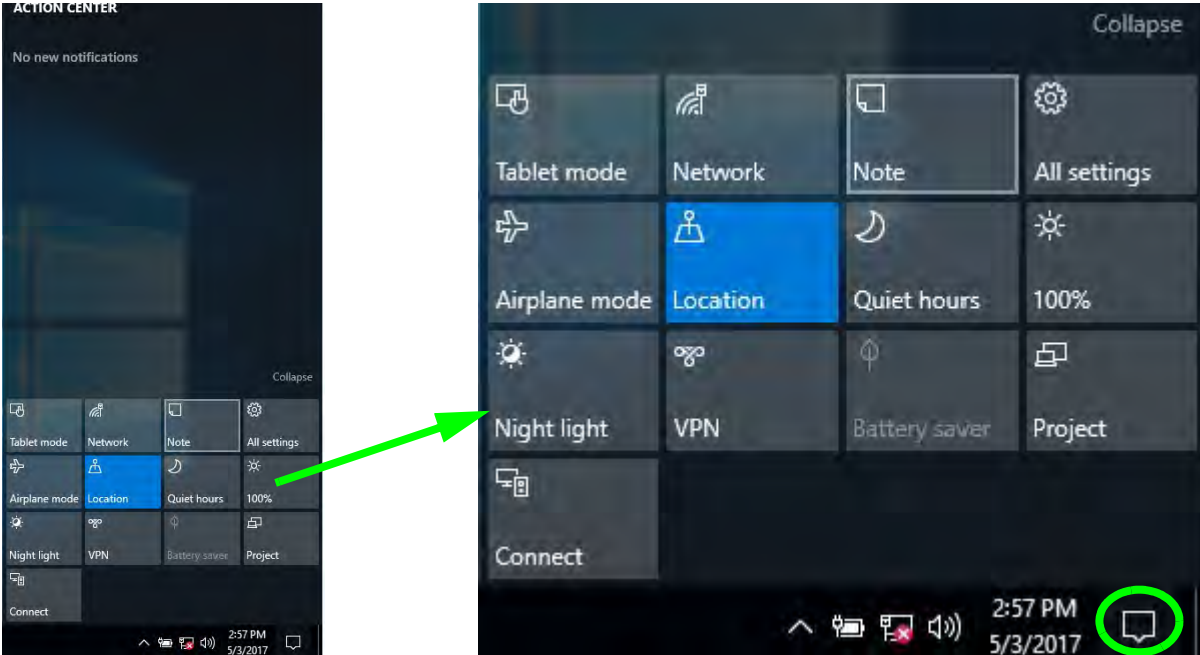 ACTION CENTER
No new notifications
Collapse
Tablet mode Network Note All settings
Airplane mode Location Quiet hours 100%
Night light VPN Battery saver Project
Connect
2:57 PM
5/3/2017
Collapse
Tablet mode Network Note All settings
Airplane mode Location Quiet hours 100%
Night light VPN Battery saver Project
Connect
2:57 PM
5/3/2017